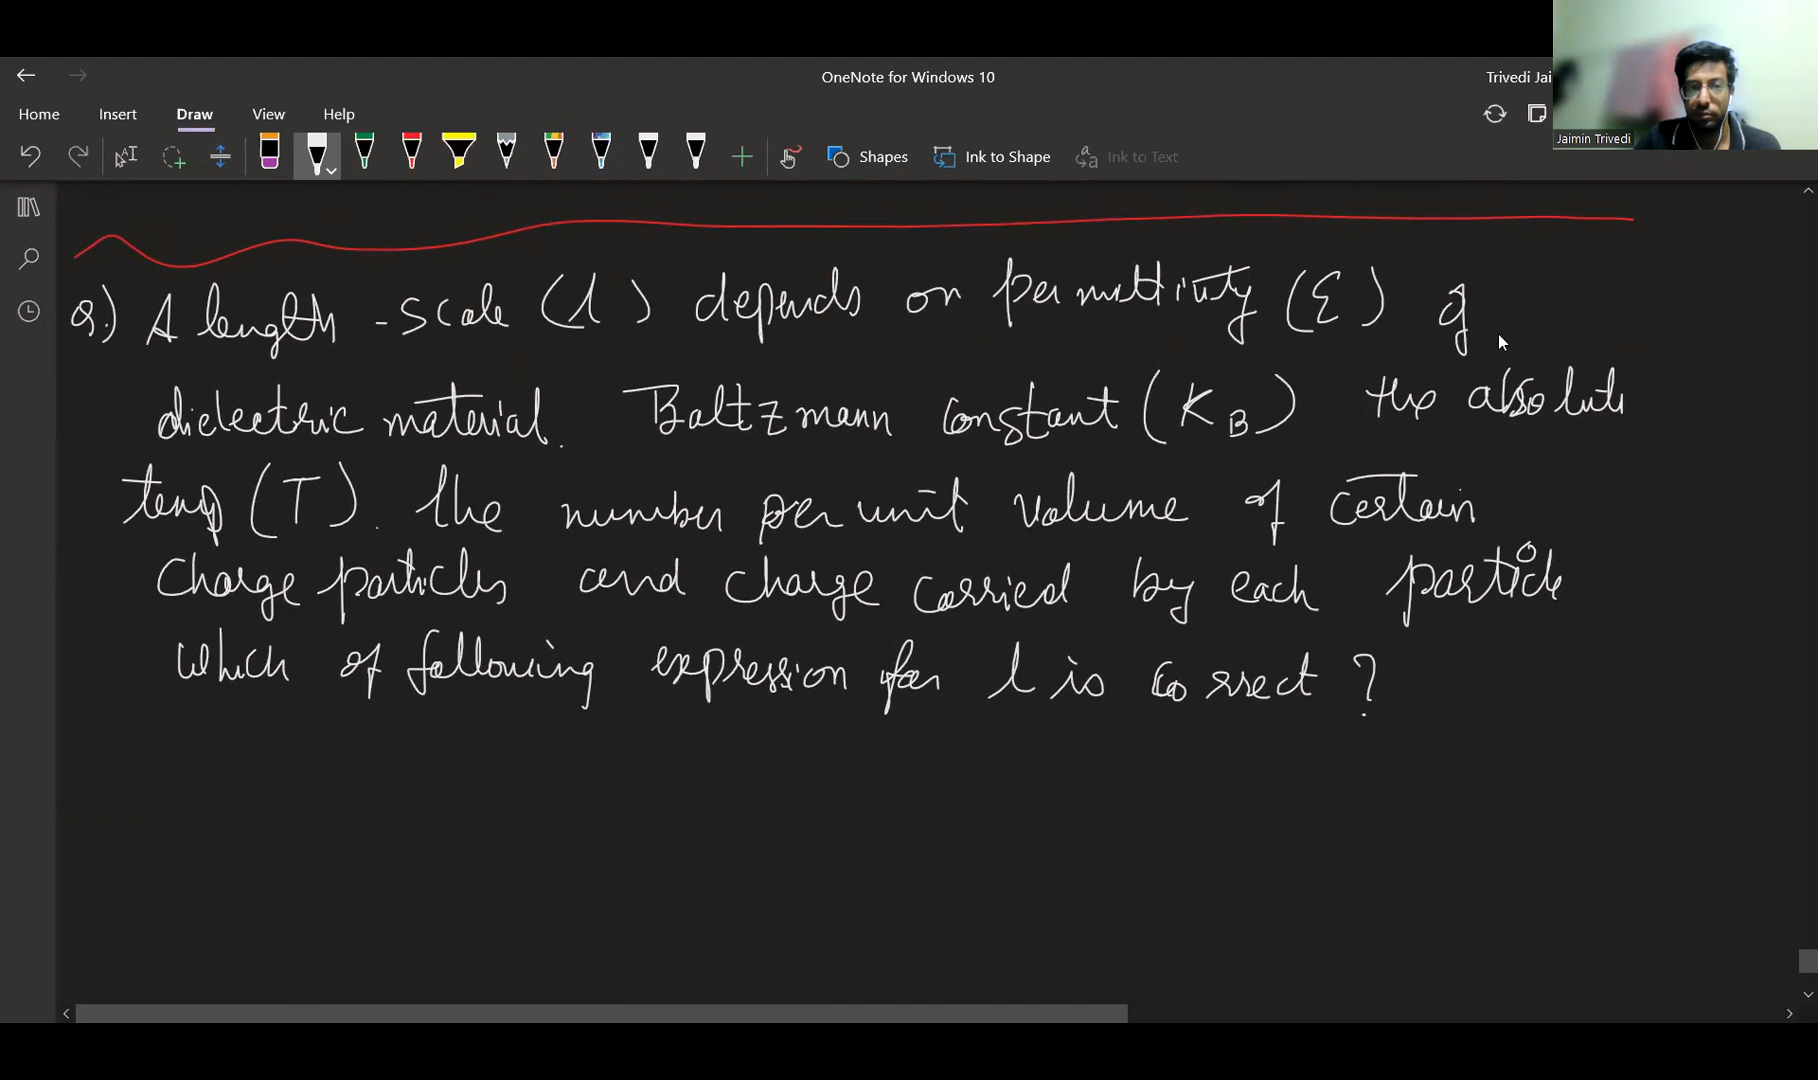 OneNote for Windows 10
Trivedi Jai
Home Insert Draw View Help
Shapes Ink to Shape Ink to Text
Jaimin Trivedi
Q.) A length-scale (l) depends on permittivity (ε) of
dielectric material. Baltzmann constant (KB) the absolute
temp (T). the number per unit volume of certain
Charge particles and charge carried by each particle
which of following expression for l is correct?